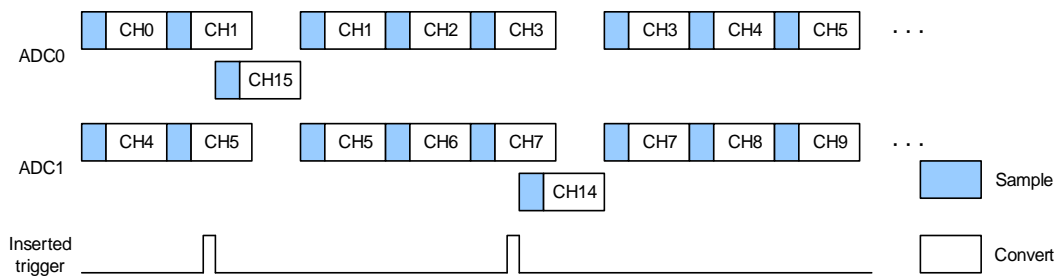 CH0 CH1 CH1 CH2 CH3 CH3 CH4 CH5 . . .
ADC0
CH15
CH4 CH5 CH5 CH6 CH7 CH7 CH8 CH9 . . .
ADC1
CH14
Sample
Inserted
trigger
Convert